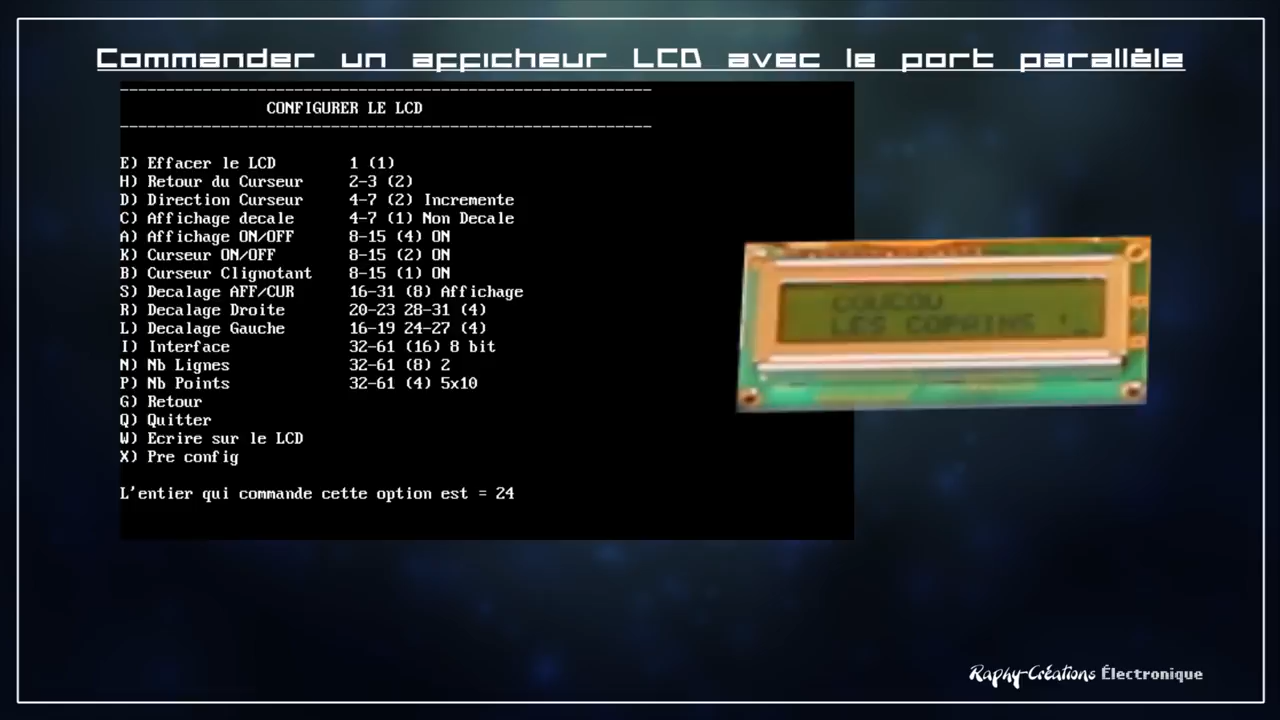 Commander un afficheur LCD avec le port parallèle
CONFIGURER LE LCD
E) Effacer le LCD 1 (1)
H) Retour du Curseur 2-3 (2)
D) Direction Curseur 4-7 (2) Incremente
C) Affichage decale 4-7 (1) Non Decale
A) Affichage ON/OFF 8-15 (4) ON
K) Curseur ON/OFF 8-15 (2) ON
B) Curseur Clignotant 8-15 (1) ON
S) Decalage AFF/CUR 16-31 (8) Affichage
R) Decalage Droite 20-23 28-31 (4)
L) Decalage Gauche 16-19 24-27 (4)
I) Interface 32-61 (16) 8 bit
N) Nb Lignes 32-61 (8) 2
P) Nb Points 32-61 (4) 5x10
G) Retour
Q) Quitter
W) Ecrire sur le LCD
X) Pre config
L'entier qui commande cette option est = 24
COUCOU
LES COPAINS '_
Raphy-Créations Électronique